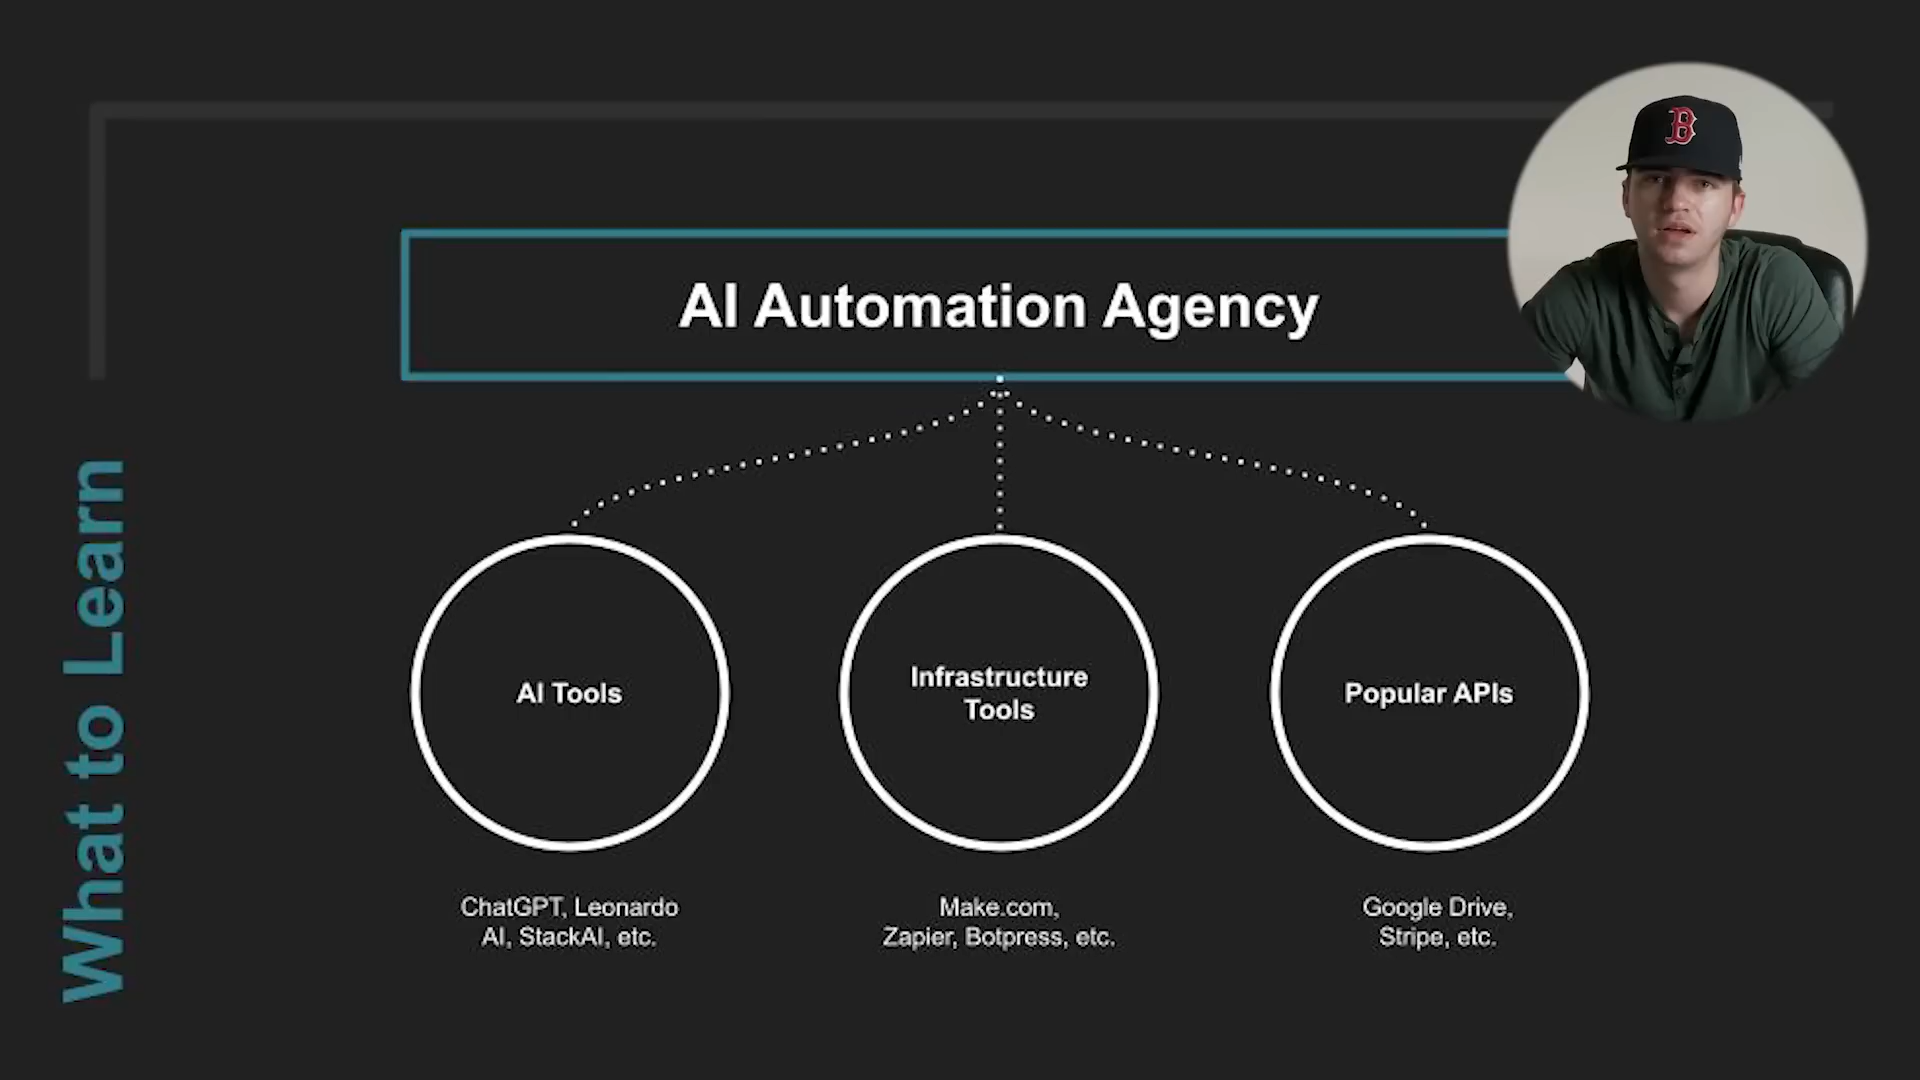 B
AI Automation Agency
What to Learn
AI Tools
Infrastructure
Tools
Popular APIs
ChatGPT, Leonardo
AI, StackAI, etc.
Make.com,
Zapier, Botpress, etc.
Google Drive,
Stripe, etc.